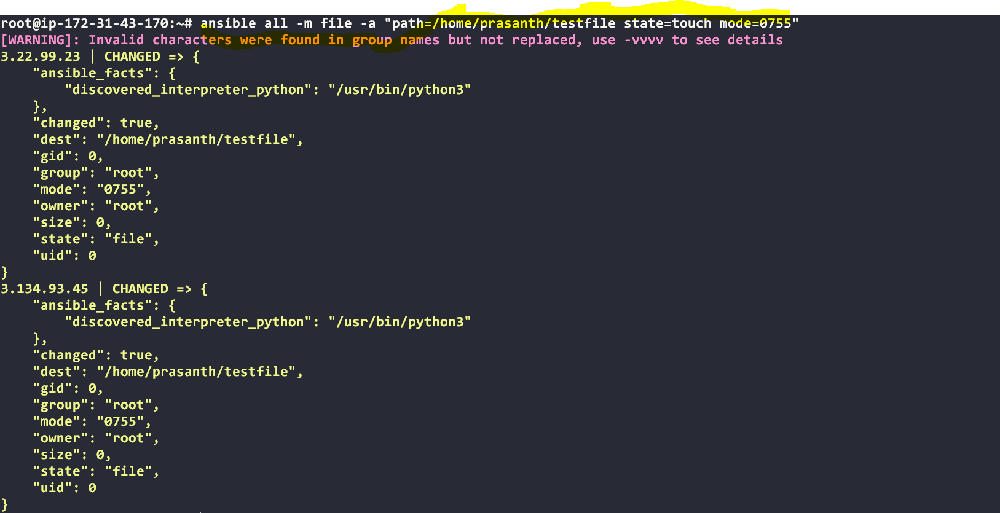 root@ip-172-31-43-170:~# ansible all -m file -a "path=/home/prasanth/testfile state=touch mode=0755"
[WARNING]: Invalid characters were found in group names but not replaced, use -vvvv to see details
3.22.99.23 | CHANGED => {
    "ansible_facts": {
        "discovered_interpreter_python": "/usr/bin/python3"
    },
    "changed": true,
    "dest": "/home/prasanth/testfile",
    "gid": 0,
    "group": "root",
    "mode": "0755",
    "owner": "root",
    "size": 0,
    "state": "file",
    "uid": 0
}
3.134.93.45 | CHANGED => {
    "ansible_facts": {
        "discovered_interpreter_python": "/usr/bin/python3"
    },
    "changed": true,
    "dest": "/home/prasanth/testfile",
    "gid": 0,
    "group": "root",
    "mode": "0755",
    "owner": "root",
    "size": 0,
    "state": "file",
    "uid": 0
}